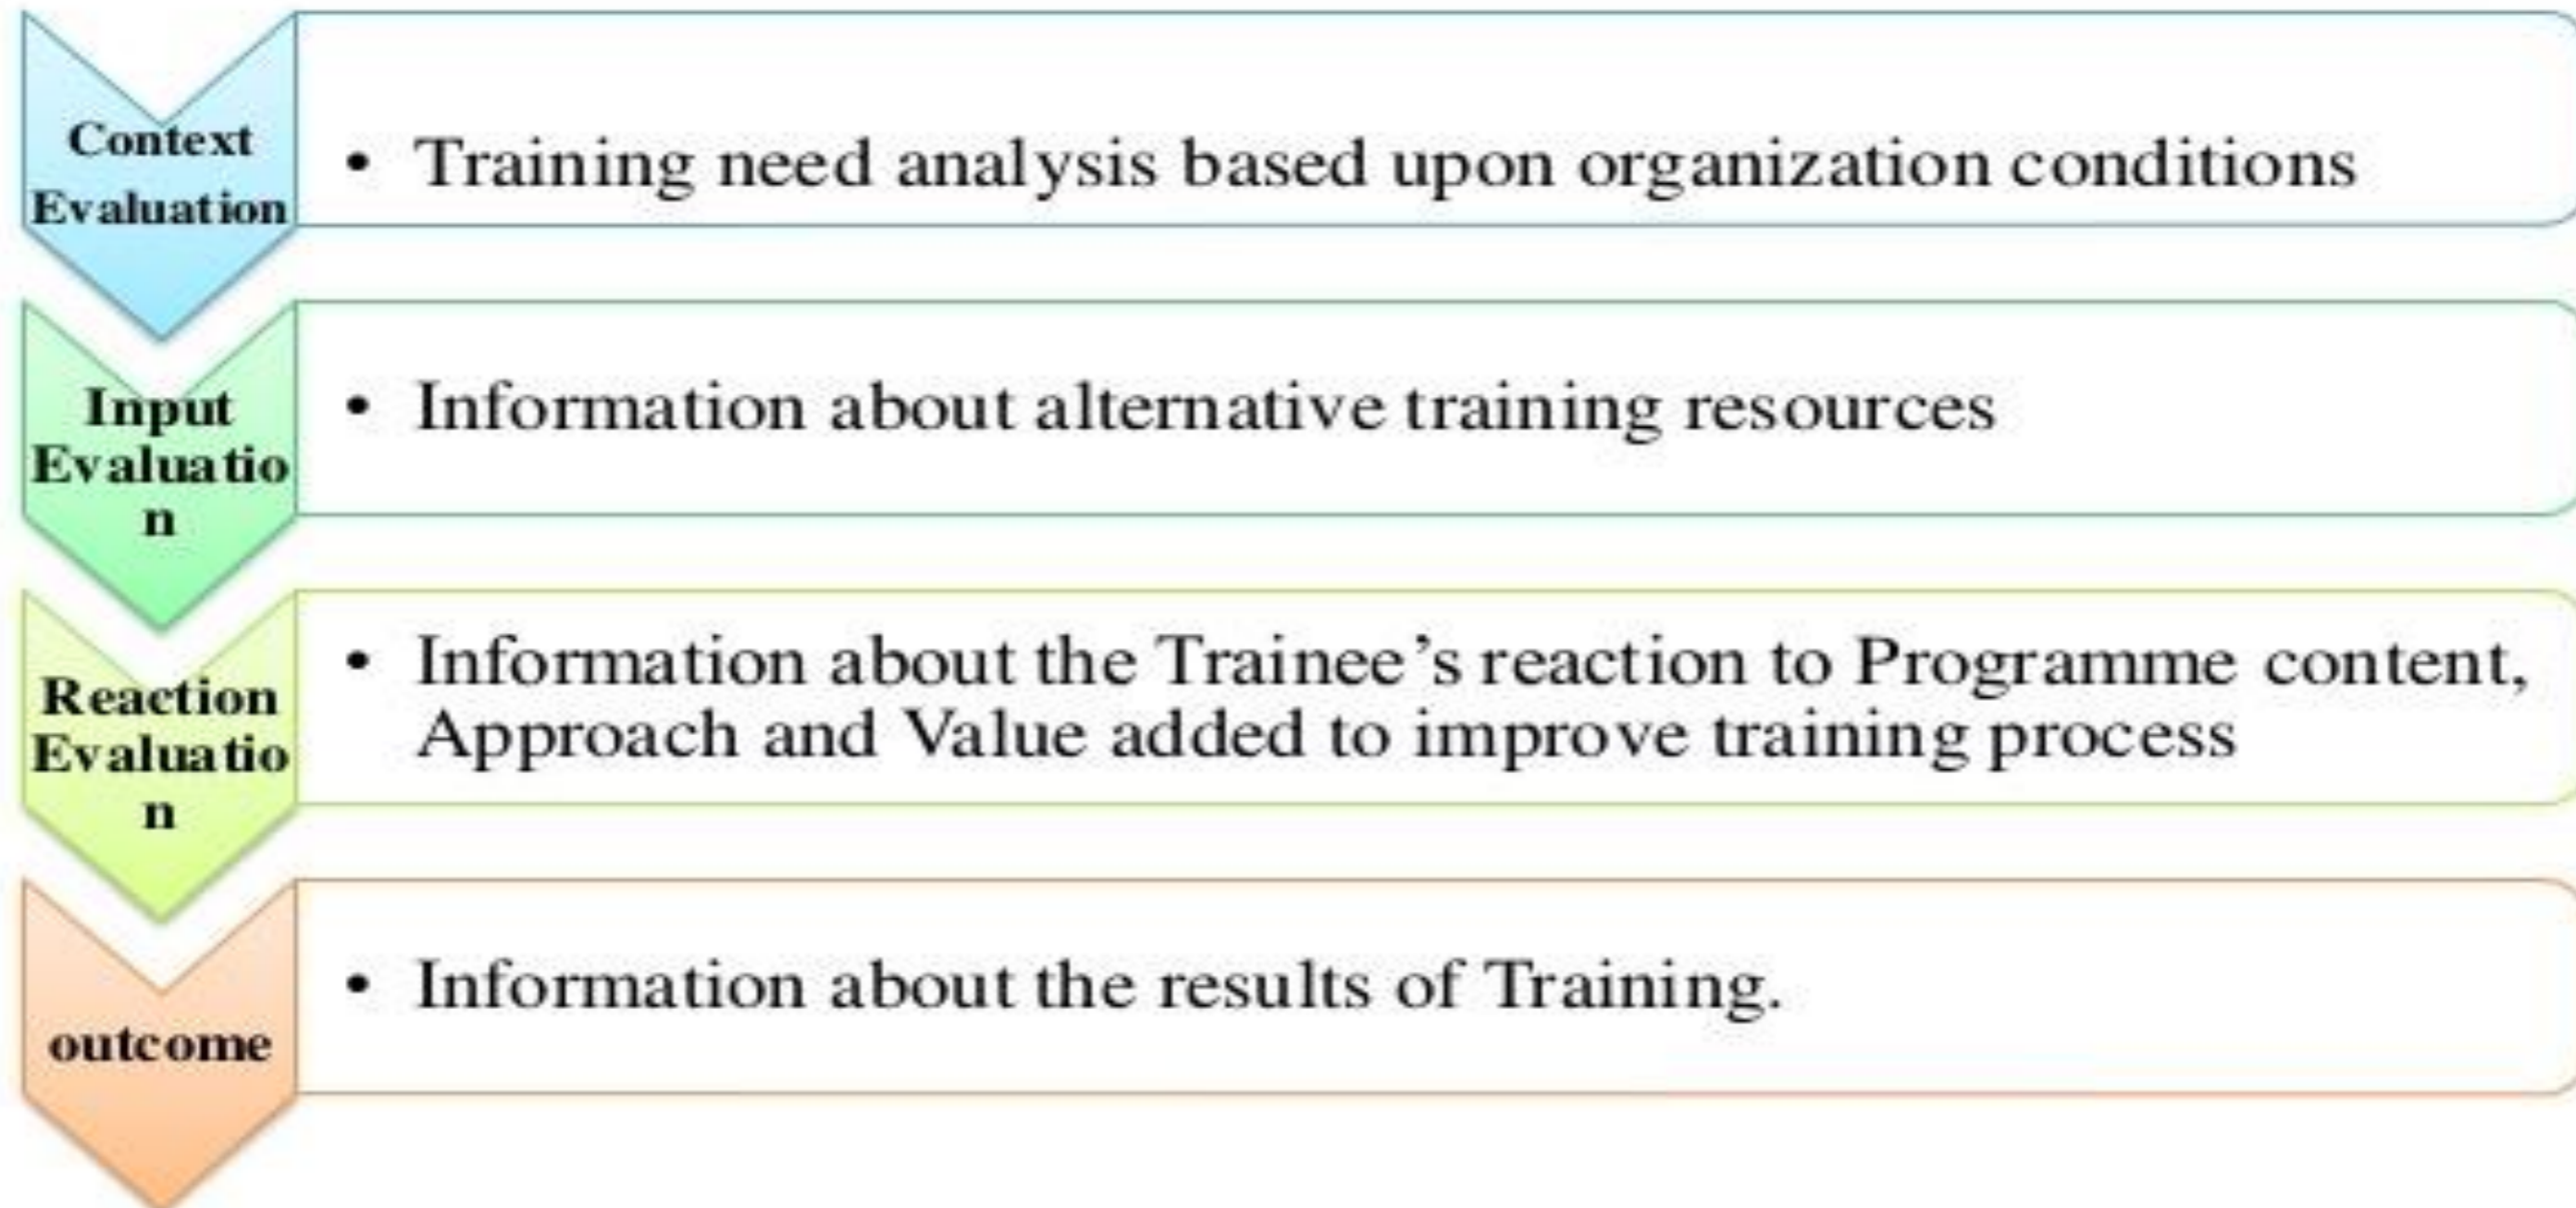 Context
Evaluation
• Training need analysis based upon organization conditions
Input
Evaluatio
n
• Information about alternative training resources
Reaction
Evaluatio
n
• Information about the Trainee’s reaction to Programme content,
Approach and Value added to improve training process
outcome
• Information about the results of Training.